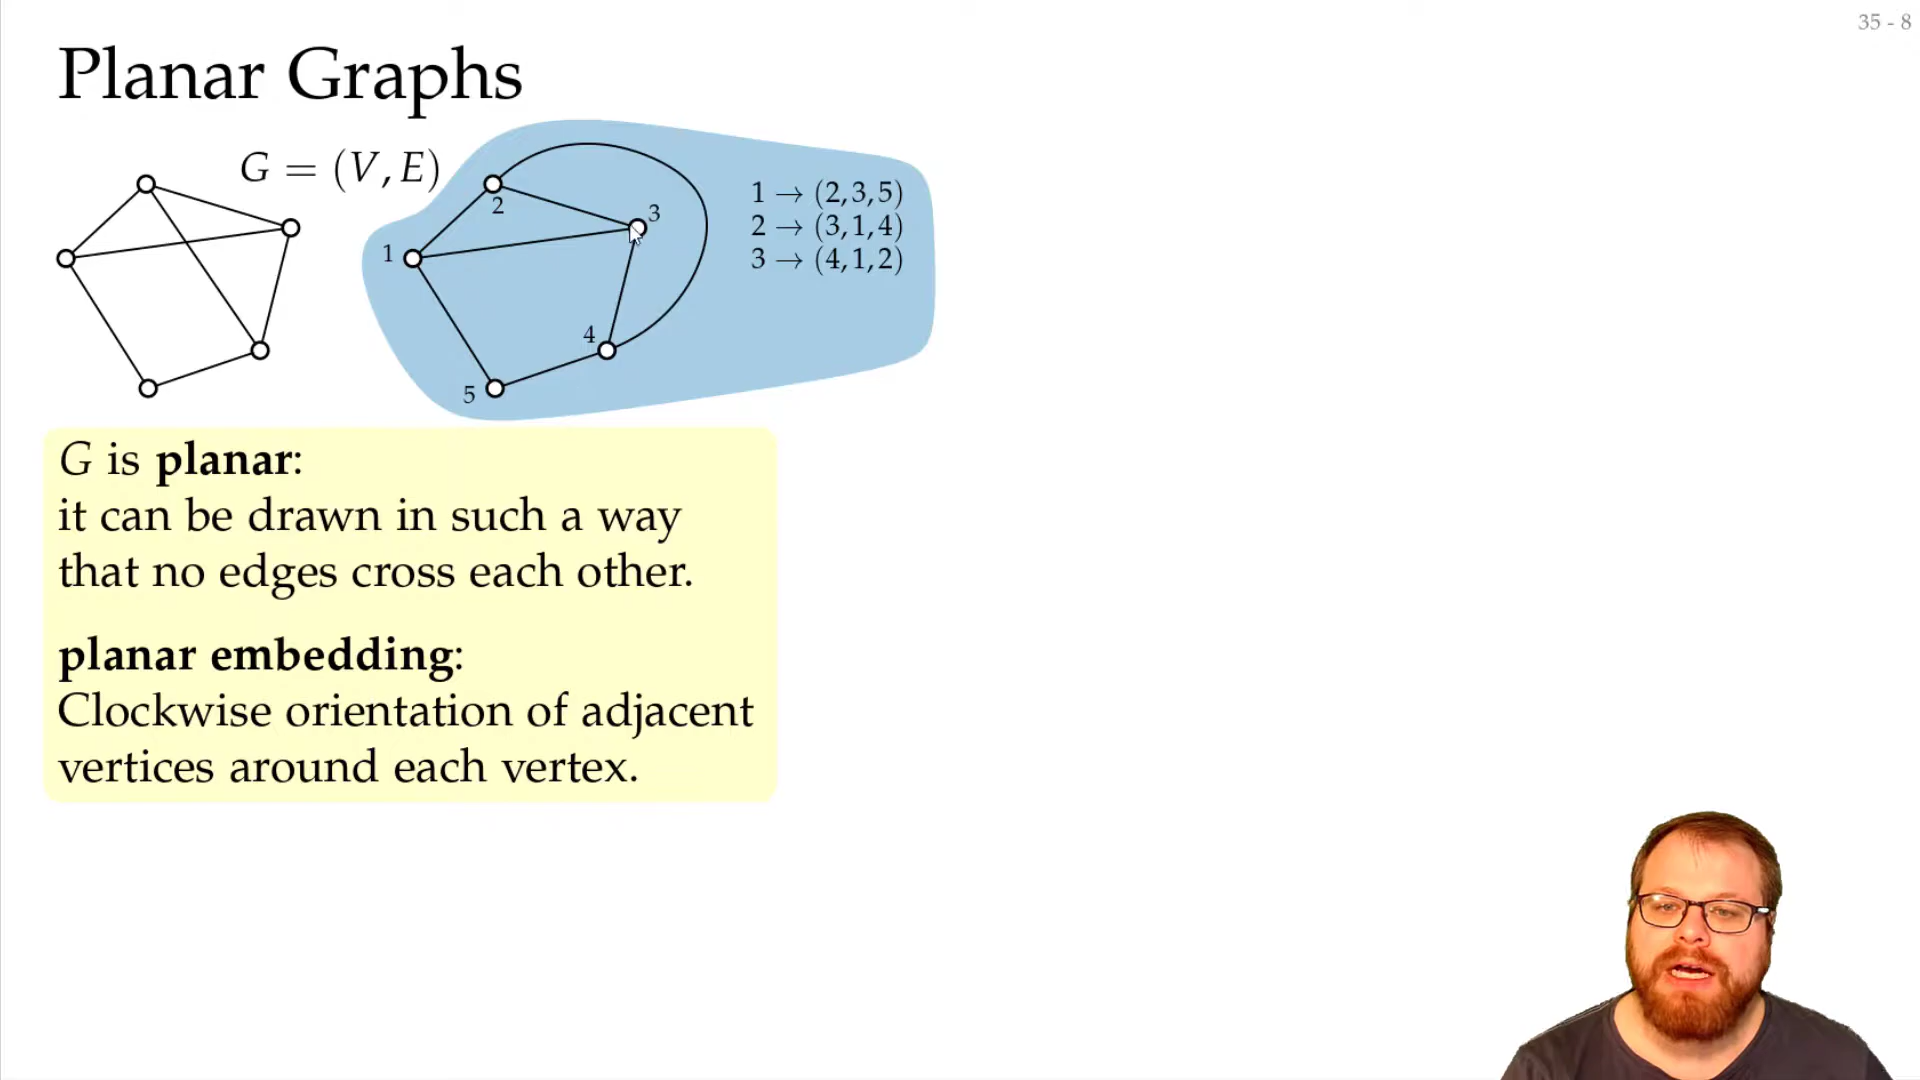 35 - 8
Planar Graphs
G = (V, E)
1
2
3
4
5
1 → (2,3,5)
2 → (3,1,4)
3 → (4,1,2)
G is planar:
it can be drawn in such a way
that no edges cross each other.
planar embedding:
Clockwise orientation of adjacent
vertices around each vertex.